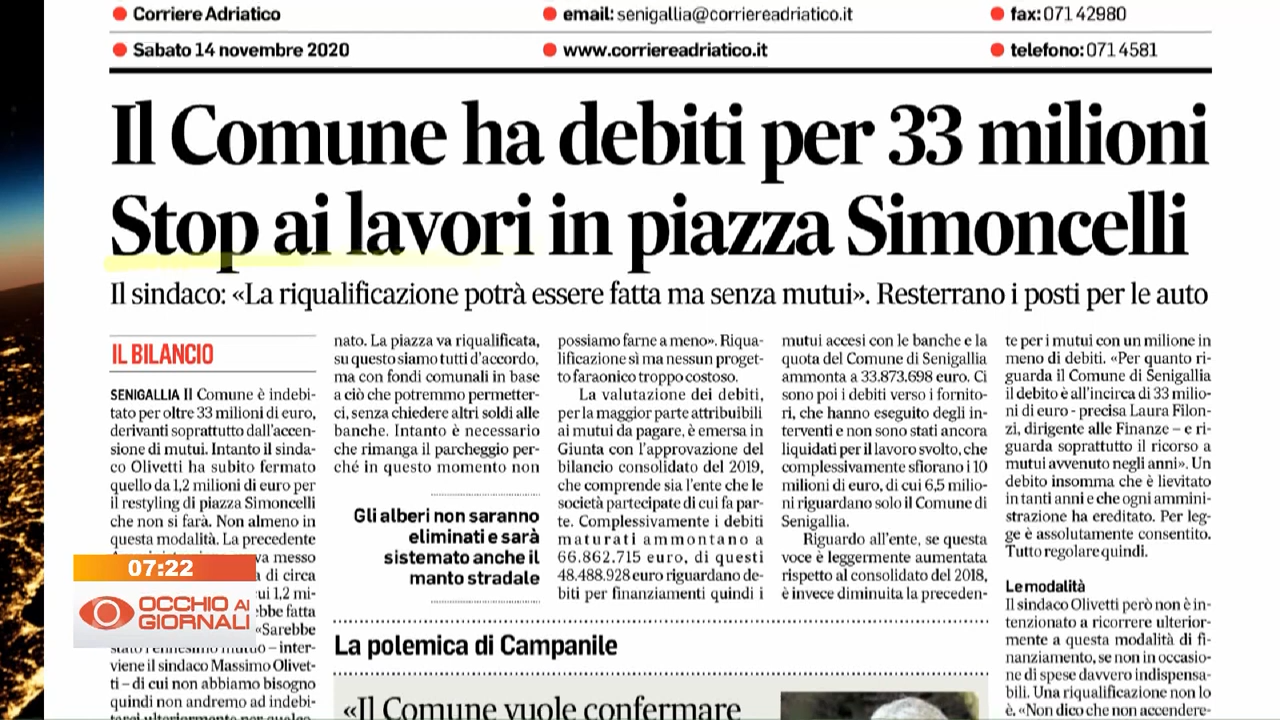 Corriere Adriatico
email: senigallia@corriereadriatico.it
fax: 071 42980
Sabato 14 novembre 2020
www.corriereadriatico.it
telefono: 071 4581
Il Comune ha debiti per 33 milioni
Stop ai lavori in piazza Simoncelli
Il sindaco: «La riqualificazione potrà essere fatta ma senza mutui». Resterrano i posti per le auto
IL BILANCIO
SENIGALLIA Il Comune è indebi-
tato per oltre 33 milioni di euro,
derivanti soprattutto dall'accen-
sione di mutui. Intanto il sinda-
co Olivetti ha subito fermato
quello da 1,2 milioni di euro per
il restyling di piazza Simoncelli
che non si farà. Non almeno in
questa modalità. La precedente
va messo
di circa
cui 1,2 mi-
ebbe fatta
«Sarebbe
stato l'ennesimo mutuo – inter-
viene il sindaco Massimo Olivet-
ti – di cui non abbiamo bisogno
quindi non andremo ad indebi-
tarci ulteriormente per
nato. La piazza va riqualificata,
su questo siamo tutti d'accordo,
ma con fondi comunali in base
a ciò che potremmo permetter-
ci, senza chiedere altri soldi alle
banche. Intanto è necessario
che rimanga il parcheggio per-
ché in questo momento non
Gli alberi non saranno
eliminati e sarà
sistemato anche il
manto stradale
possiamo farne a meno». Riqua-
lificazione sì ma nessun proget-
to faraonico troppo costoso.
La valutazione dei debiti,
per la maggior parte attribuibili
ai mutui da pagare, è emersa in
Giunta con l'approvazione del
bilancio consolidato del 2019,
che comprende sia l'ente che le
società partecipate di cui fa par-
te. Complessivamente i debiti
maturati ammontano a
66.862.715 euro, di questi
48.488.928 euro riguardano de-
biti per finanziamenti quindi i
mutui accesi con le banche e la
quota del Comune di Senigallia
ammonta a 33.873.698 euro. Ci
sono poi i debiti verso i fornito-
ri, che hanno eseguito degli in-
terventi e non sono stati ancora
liquidati per il lavoro svolto, che
complessivamente sfiorano i 10
milioni di euro, di cui 6,5 milio-
ni riguardano solo il Comune di
Senigallia.
Riguardo all'ente, se questa
voce è leggermente aumentata
rispetto al consolidato del 2018,
è invece diminuita la preceden-
te per i mutui con un milione in
meno di debiti. «Per quanto ri-
guarda il Comune di Senigallia
il debito è all'incirca di 33 milio-
ni di euro - precisa Laura Filon-
zi, dirigente alle Finanze – e ri-
guarda soprattutto il ricorso a
mutui avvenuto negli anni». Un
debito insomma che è lievitato
in tanti anni e che ogni ammini-
strazione ha ereditato. Per leg-
ge è assolutamente consentito.
Tutto regolare quindi.
Le modalità
Il sindaco Olivetti però non è in-
tenzionato a ricorrere ulterior-
mente a questa modalità di fi-
nanziamento, se non in occasio-
ne di spese davvero indispensa-
bili. Una riqualificazione non lo
è. «Non dico che non accendere-
La polemica di Campanile
«Il Comune vuole confermare
07:22
OCCHIO AI
GIORNALI